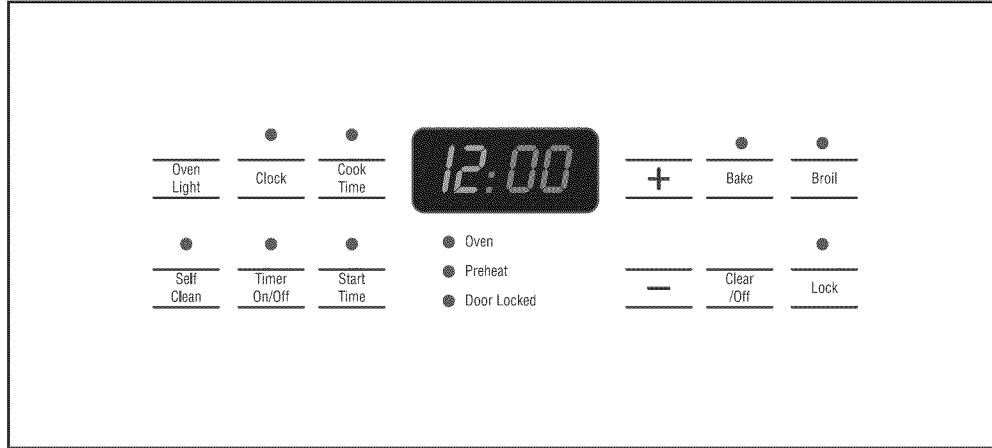 Oven
Light
Clock
Cook
Time
12:00
+
Bake
Broil
Self
Clean
Timer
On/Off
Start
Time
Oven
Preheat
Door Locked
−
Clear
/Off
Lock